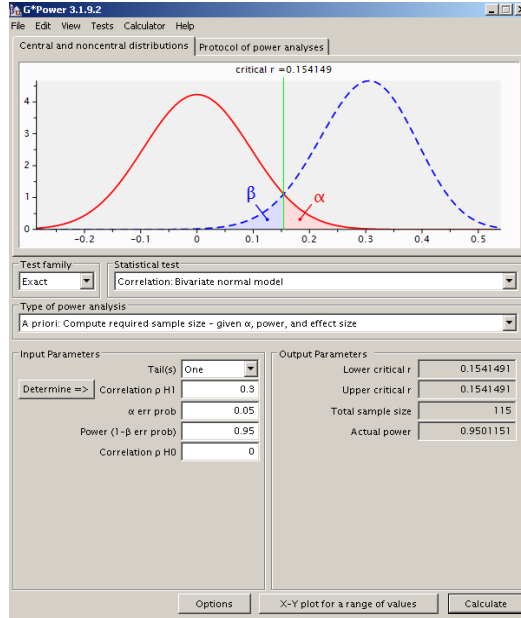 G*Power 3.1.9.2
File Edit View Tests Calculator Help
Central and noncentral distributions Protocol of power analyses
critical r =0.154149
4
3
2
1
0
β α
-0.2 -0.1 0 0.1 0.2 0.3 0.4 0.5
Test family Statistical test
Exact Correlation: Bivariate normal model
Type of power analysis
A priori: Compute required sample size - given α, power, and effect size
Input Parameters
Tail(s) One
Determine => Correlation ρ H1 0.3
α err prob 0.05
Power (1-β err prob) 0.95
Correlation ρ H0 0
Output Parameters
Lower critical r 0.1541491
Upper critical r 0.1541491
Total sample size 115
Actual power 0.9501151
Options X-Y plot for a range of values Calculate